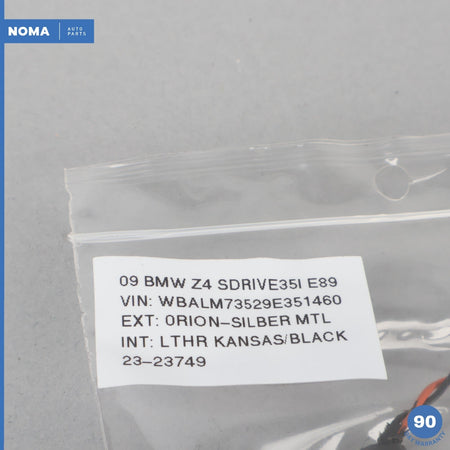 NOMA AUTO PARTS
09 BMW Z4 SDRIVE35I E89
VIN: WBALM73529E351460
EXT: 0RION-SILBER MTL
INT: LTHR KANSAS/BLACK
23-23749
90
WARRANTY